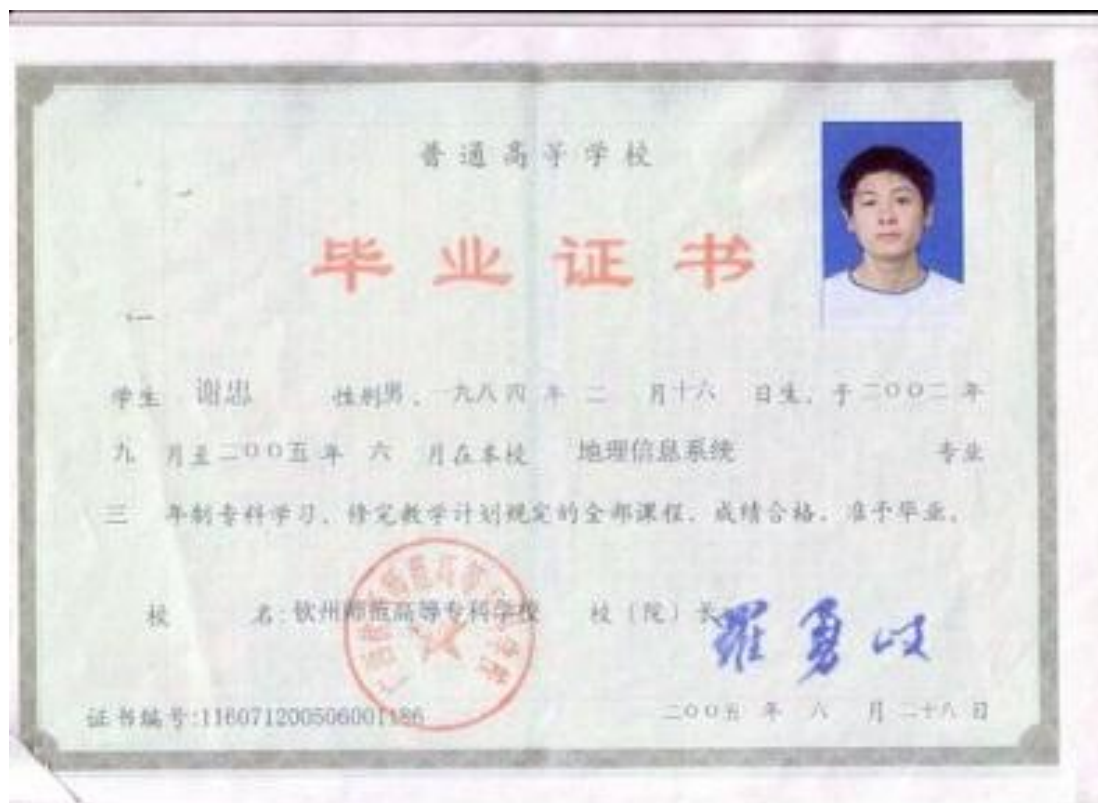 普通高等学校
毕业证书
学生 谢忠 性别男，一九八四年 二 月十六 日生，于二〇〇二年
九 月至二〇〇五年 六 月在本校 地理信息系统 专业
三 年制专科学习，修完教学计划规定的全部课程，成绩合格，准予毕业。
校 名：钦州师范高等专科学校 校（院）长
罗勇岐
证书编号:116071200506001186 二〇〇五 年 六 月 二十八 日